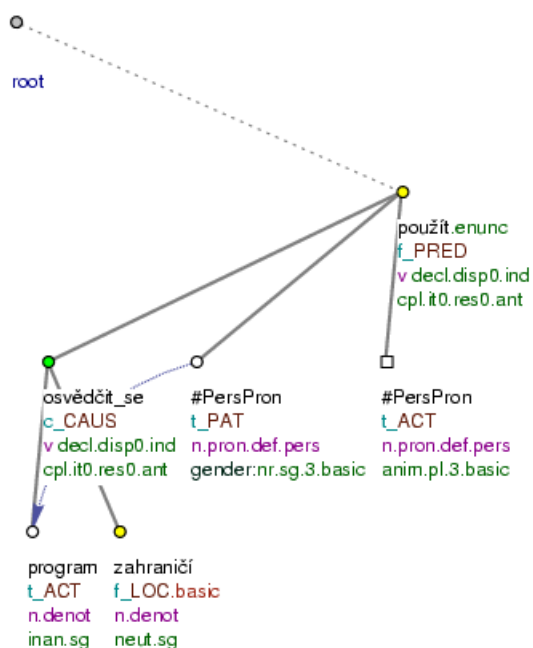 root
použít.enunc
f_PRED
v decl.disp0.ind
cpl.it0.res0.ant
osvědčit_se
c_CAUS
v decl.disp0.ind
cpl.it0.res0.ant
#PersPron
t_PAT
n.pron.def.pers
gender:nr.sg.3.basic
#PersPron
t_ACT
n.pron.def.pers
anim.pl.3.basic
program
t_ACT
n.denot
inan.sg
zahraničí
f_LOC.basic
n.denot
neut.sg